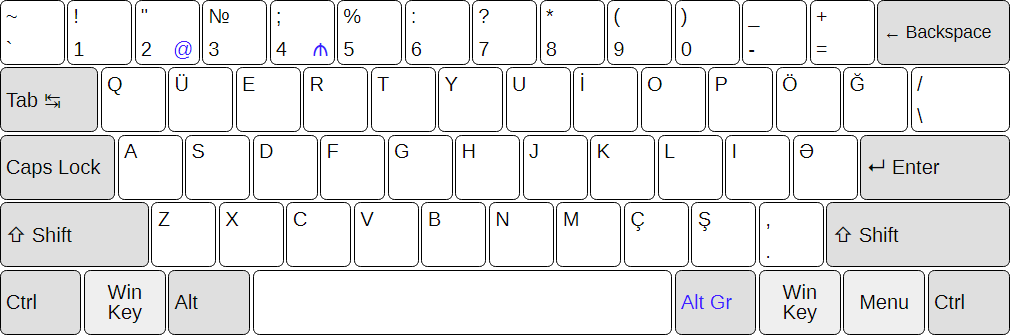 ~ ! " № ; % : ? * ( ) _ +
` 1 2 @ 3 4 ₼ 5 6 7 8 9 0 - = ← Backspace
Tab ↹ Q Ü E R T Y U İ O P Ö Ğ /
\
Caps Lock A S D F G H J K L I Ə ↵ Enter
⇧ Shift Z X C V B N M Ç Ş , ⇧ Shift
.
Ctrl Win Alt Alt Gr Win Menu Ctrl
Key Key